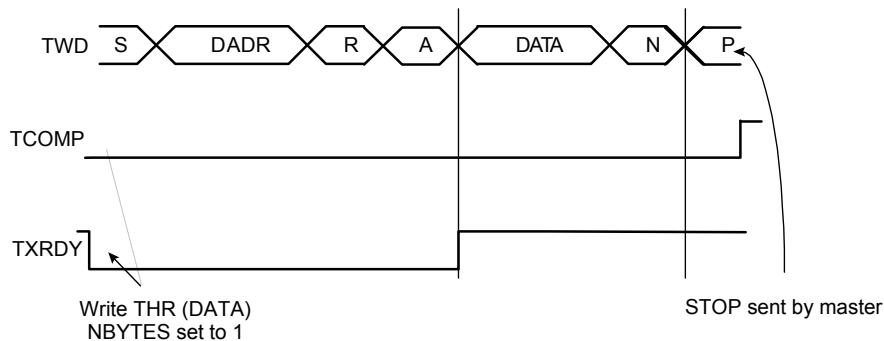 TWD S DADR R A DATA N P
TCOMP
TXRDY
Write THR (DATA)
NBYTES set to 1
STOP sent by master